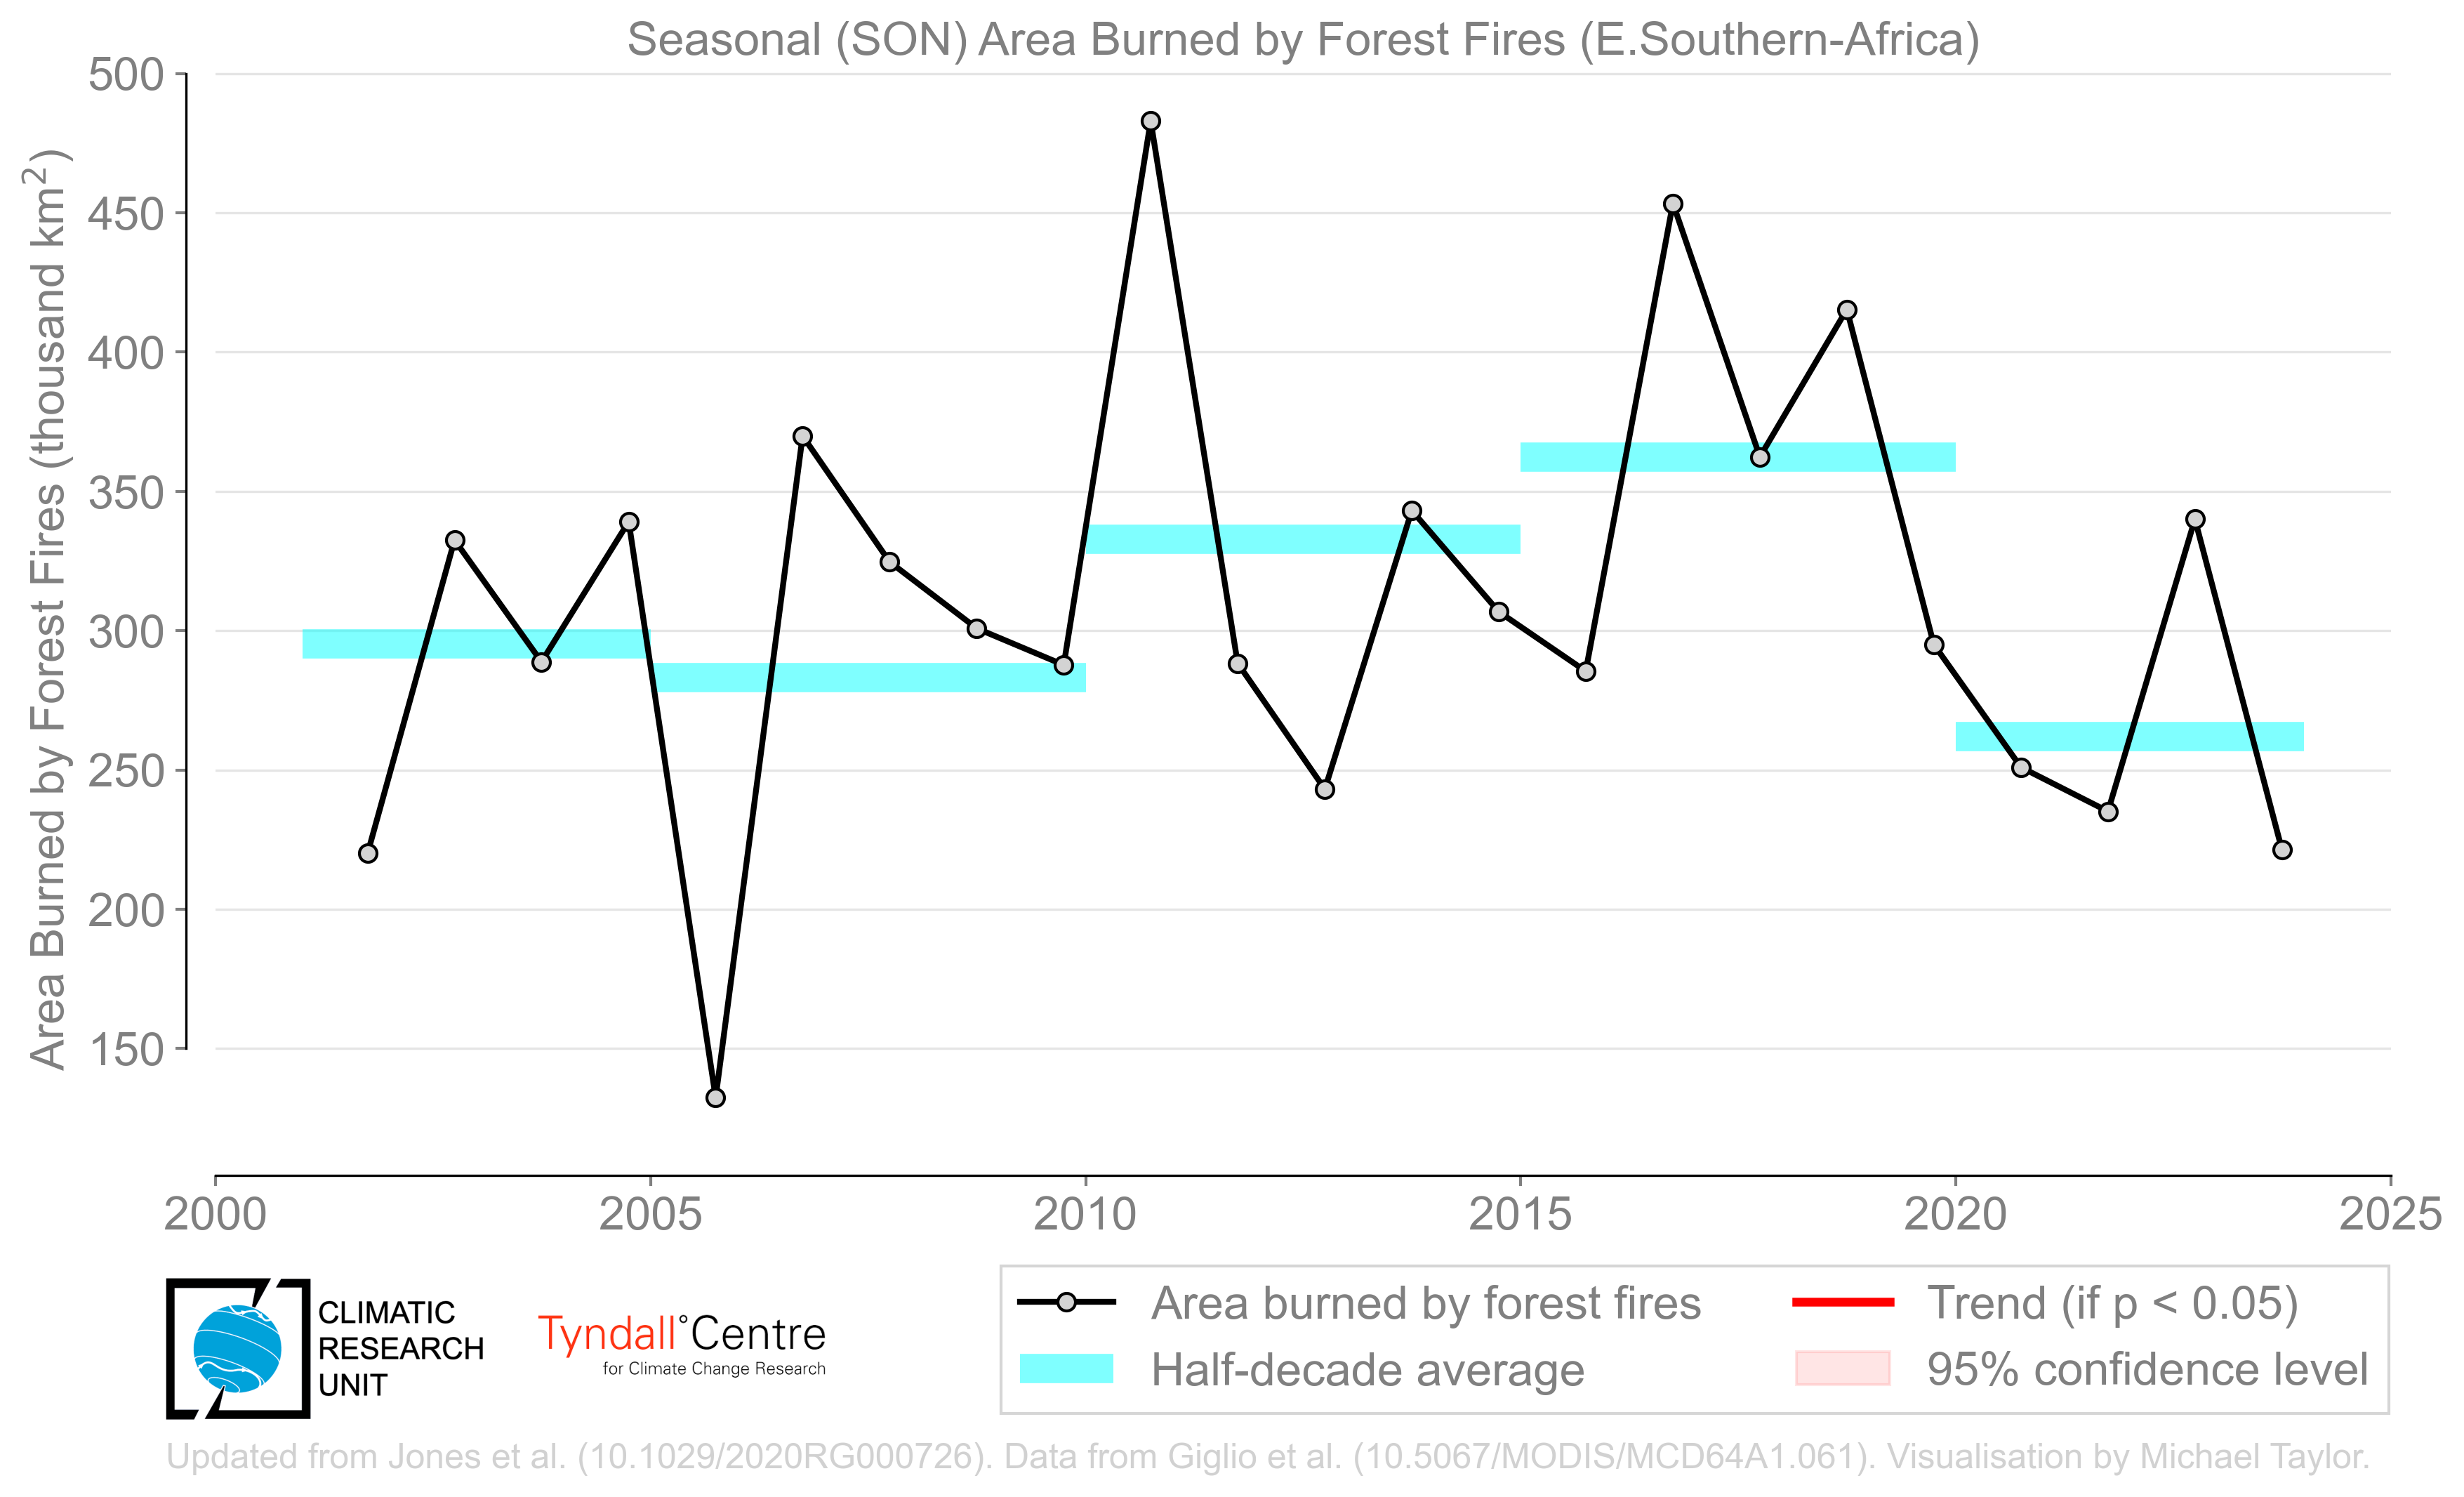 Seasonal (SON) Area Burned by Forest Fires (E.Southern-Africa)
Area Burned by Forest Fires (thousand km²)
500
450
400
350
300
250
200
150
2000 2005 2010 2015 2020 2025
CLIMATIC
RESEARCH
UNIT
Tyndall°Centre
for Climate Change Research
Area burned by forest fires
Half-decade average
Trend (if p < 0.05)
95% confidence level
Updated from Jones et al. (10.1029/2020RG000726). Data from Giglio et al. (10.5067/MODIS/MCD64A1.061). Visualisation by Michael Taylor.